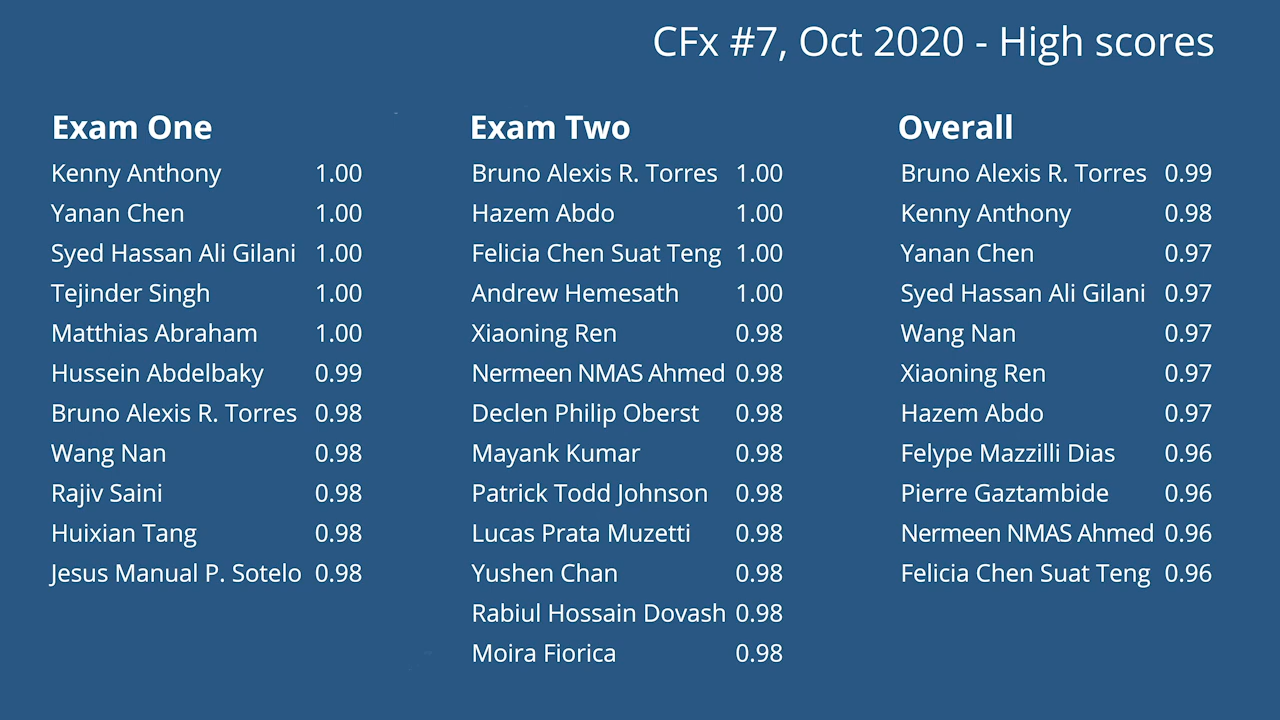 CFx #7, Oct 2020 - High scores
Exam One
Kenny Anthony 1.00
Yanan Chen 1.00
Syed Hassan Ali Gilani 1.00
Tejinder Singh 1.00
Matthias Abraham 1.00
Hussein Abdelbaky 0.99
Bruno Alexis R. Torres 0.98
Wang Nan 0.98
Rajiv Saini 0.98
Huixian Tang 0.98
Jesus Manual P. Sotelo 0.98
Exam Two
Bruno Alexis R. Torres 1.00
Hazem Abdo 1.00
Felicia Chen Suat Teng 1.00
Andrew Hemesath 1.00
Xiaoning Ren 0.98
Nermeen NMAS Ahmed 0.98
Declen Philip Oberst 0.98
Mayank Kumar 0.98
Patrick Todd Johnson 0.98
Lucas Prata Muzetti 0.98
Yushen Chan 0.98
Rabiul Hossain Dovash 0.98
Moira Fiorica 0.98
Overall
Bruno Alexis R. Torres 0.99
Kenny Anthony 0.98
Yanan Chen 0.97
Syed Hassan Ali Gilani 0.97
Wang Nan 0.97
Xiaoning Ren 0.97
Hazem Abdo 0.97
Felype Mazzilli Dias 0.96
Pierre Gaztambide 0.96
Nermeen NMAS Ahmed 0.96
Felicia Chen Suat Teng 0.96